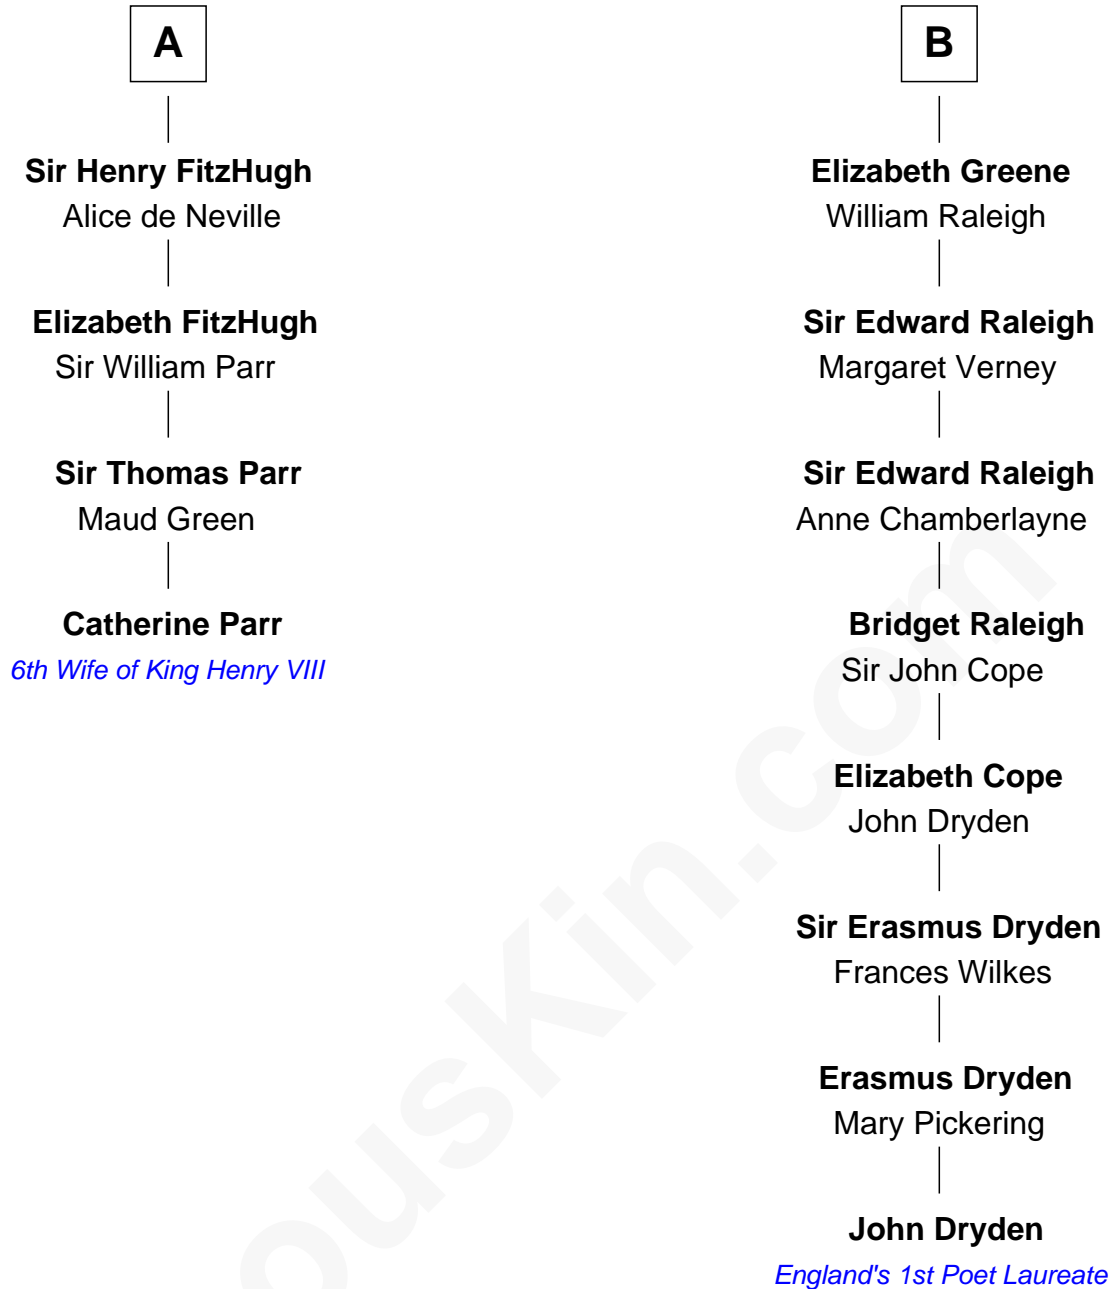 A
Sir Henry FitzHugh
Alice de Neville
Elizabeth FitzHugh
Sir William Parr
Sir Thomas Parr
Maud Green
Catherine Parr
6th Wife of King Henry VIII
B
Elizabeth Greene
William Raleigh
Sir Edward Raleigh
Margaret Verney
Sir Edward Raleigh
Anne Chamberlayne
Bridget Raleigh
Sir John Cope
Elizabeth Cope
John Dryden
Sir Erasmus Dryden
Frances Wilkes
Erasmus Dryden
Mary Pickering
John Dryden
England's 1st Poet Laureate
ousKin.com